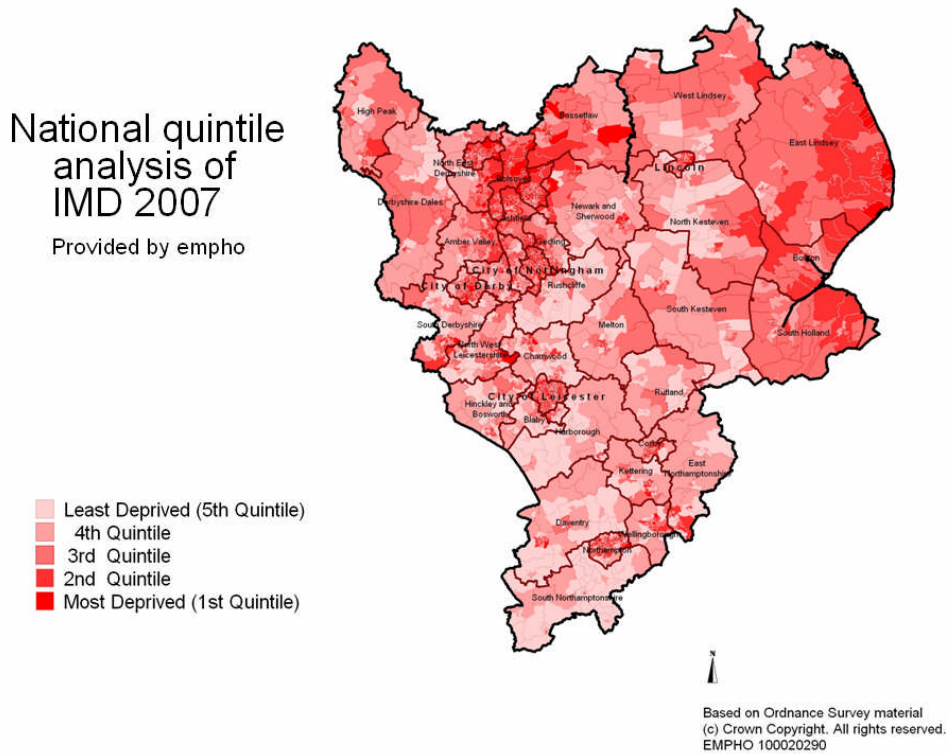 National quintile
analysis of
IMD 2007
Provided by empho
High Peak
West Lindsey
Bassetlaw
East Lindsey
North East
Derbyshire
Bolsover
Lincoln
Derbyshire Dales
Newark and
Sherwood
North Kesteven
Ashfield
Amber Valley
Gedling
Boston
City of Nottingham
City of Derby
Rushcliffe
South Kesteven
South Derbyshire
Melton
South Holland
North West
Leicestershire
Charnwood
Rutland
City of Leicester
Hinckley and
Bosworth
Blaby
Harborough
Corby
Kettering
East
Northamptonshire
Daventry
Wellingborough
Northampton
South Northamptonshire
Least Deprived (5th Quintile)
4th Quintile
3rd Quintile
2nd Quintile
Most Deprived (1st Quintile)
N
Based on Ordnance Survey material
(c) Crown Copyright. All rights reserved.
EMPHO 100020290